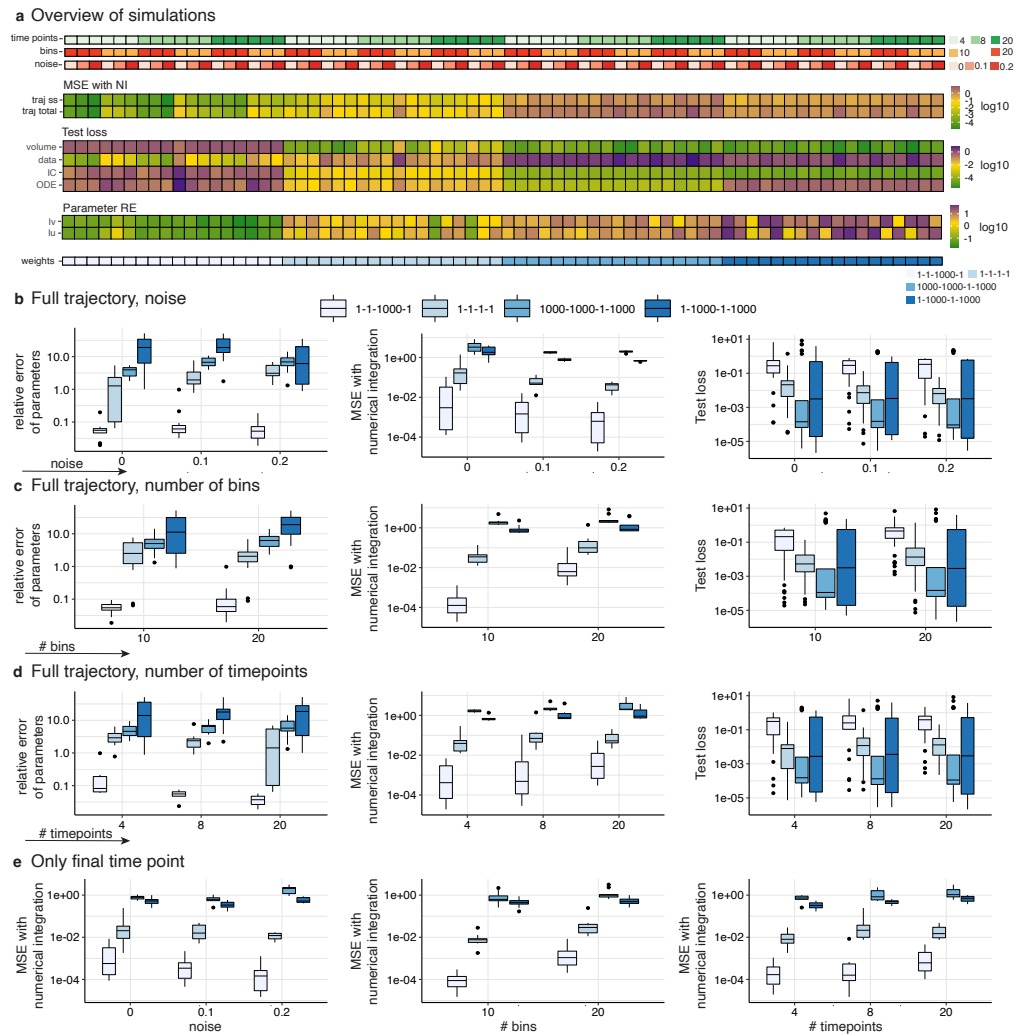 a Overview of simulations
time points
4 8 20
bins
10 20
noise
0 0.1 0.2
MSE with NI
traj ss
traj total
0
-1
-2
-3
-4
log10
Test loss
volume
data
IC
ODE
0
-2
-4
log10
Parameter RE
lv
lu
1
0
-1
log10
weights
1-1-1000-1 1-1-1-1
1000-1000-1-1000
1-1000-1-1000
b Full trajectory, noise
1-1-1000-1 1-1-1-1 1000-1000-1-1000 1-1000-1-1000
relative error
of parameters
10.0
1.0
0.1
0 0.1 0.2
noise
MSE with
numerical integration
1e+00
1e-02
1e-04
0 0.1 0.2
Test loss
1e+01
1e-01
1e-03
1e-05
0 0.1 0.2
c Full trajectory, number of bins
relative error
of parameters
10.0
1.0
0.1
10 20
# bins
MSE with
numerical integration
1e+00
1e-02
1e-04
10 20
Test loss
1e+01
1e-01
1e-03
1e-05
10 20
d Full trajectory, number of timepoints
relative error
of parameters
10.0
1.0
0.1
4 8 20
# timepoints
MSE with
numerical integration
1e+00
1e-02
1e-04
4 8 20
Test loss
1e+01
1e-01
1e-03
1e-05
4 8 20
e Only final time point
MSE with
numerical integration
1e+00
1e-02
1e-04
0 0.1 0.2
noise
MSE with
numerical integration
1e+00
1e-02
1e-04
10 20
# bins
MSE with
numerical integration
1e+00
1e-02
1e-04
4 8 20
# timepoints